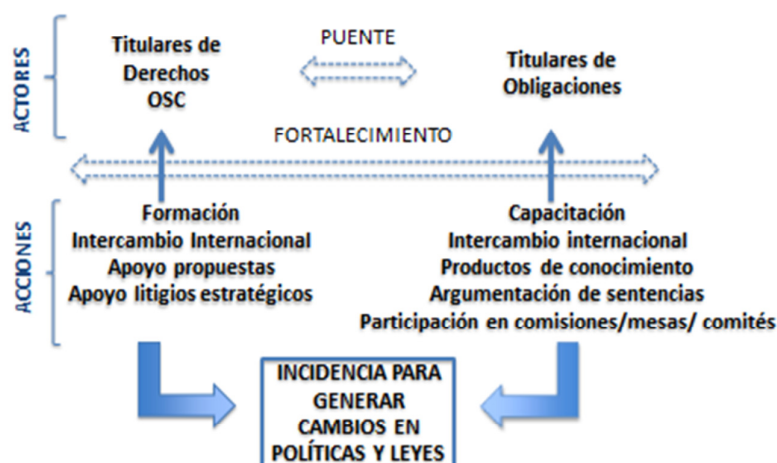 ACTORES
Titulares de
Derechos
OSC
PUENTE
Titulares de
Obligaciones
FORTALECIMIENTO
ACCIONES
Formación
Intercambio Internacional
Apoyo propuestas
Apoyo litigios estratégicos
Capacitación
Intercambio internacional
Productos de conocimiento
Argumentación de sentencias
Participación en comisiones/mesas/ comités
INCIDENCIA PARA
GENERAR
CAMBIOS EN
POLÍTICAS Y LEYES